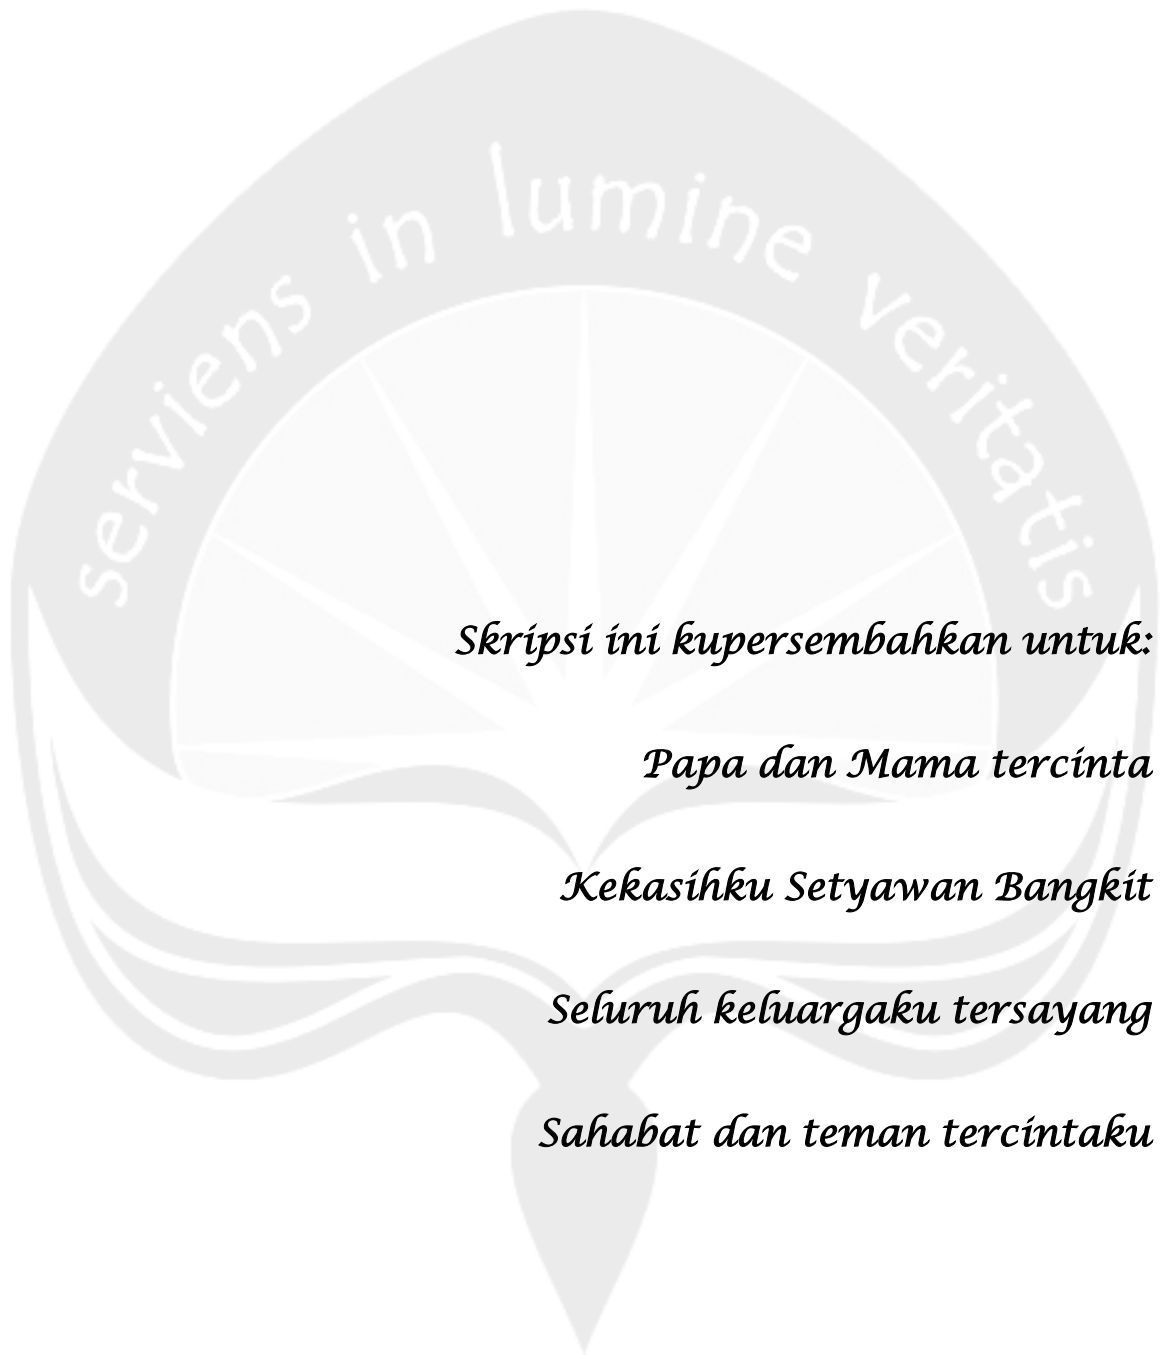 serviens in lumine veritatis
Skripsi ini kupersembahkan untuk:
Papa dan Mama tercinta
Kekasihku Setyawan Bangkit
Seluruh keluargaku tersayang
Sahabat dan teman tercintaku